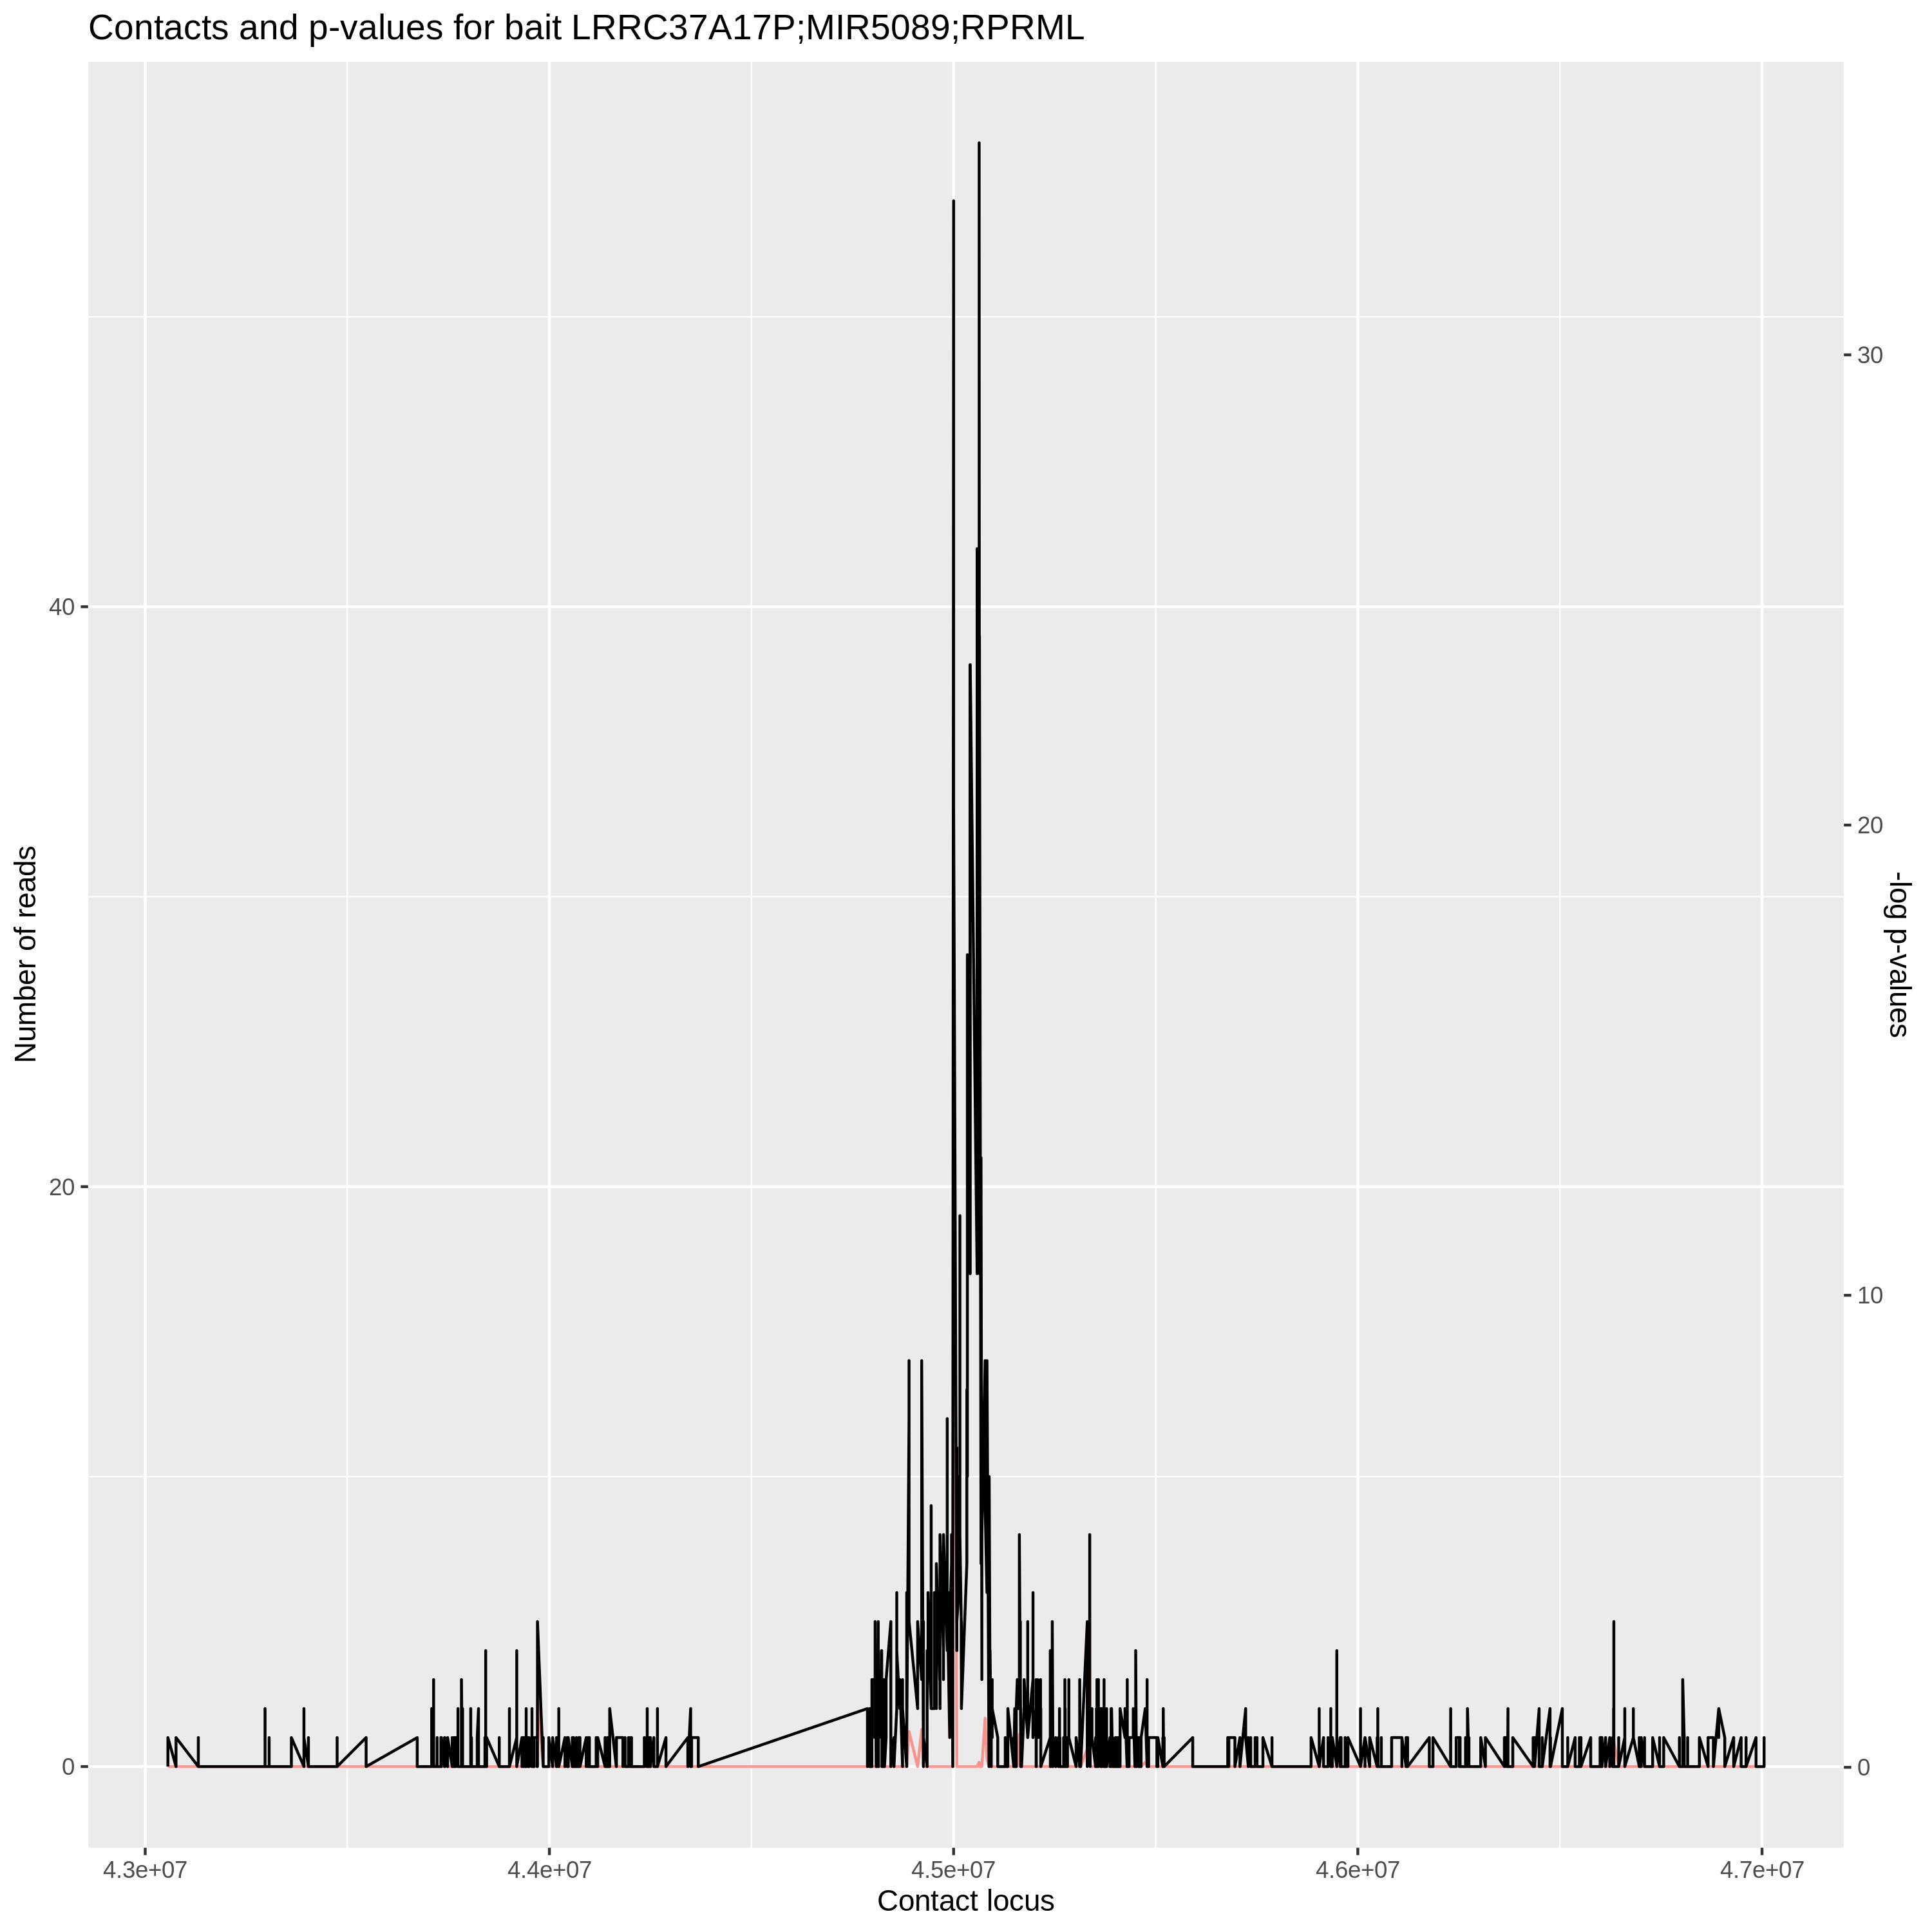 Contacts and p-values for bait LRRC37A17P;MIR5089;RPRML
Number of reads
40
20
0
-log p-values
30
20
10
0
4.3e+07 4.4e+07 4.5e+07 4.6e+07 4.7e+07
Contact locus